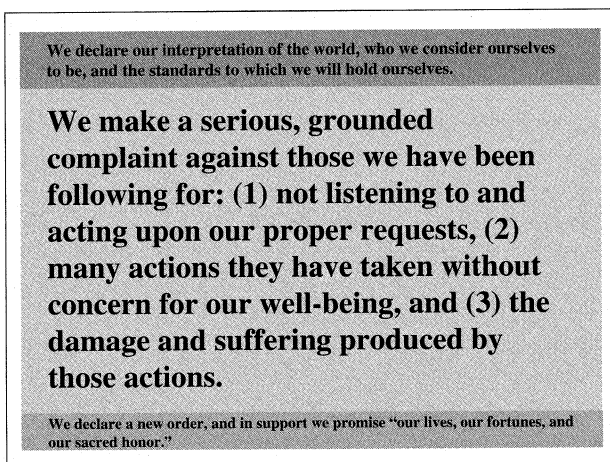 We declare our interpretation of the world, who we consider ourselves
to be, and the standards to which we will hold ourselves.
We make a serious, grounded
complaint against those we have been
following for: (1) not listening to and
acting upon our proper requests, (2)
many actions they have taken without
concern for our well-being, and (3) the
damage and suffering produced by
those actions.
We declare a new order, and in support we promise “our lives, our fortunes, and
our sacred honor.”